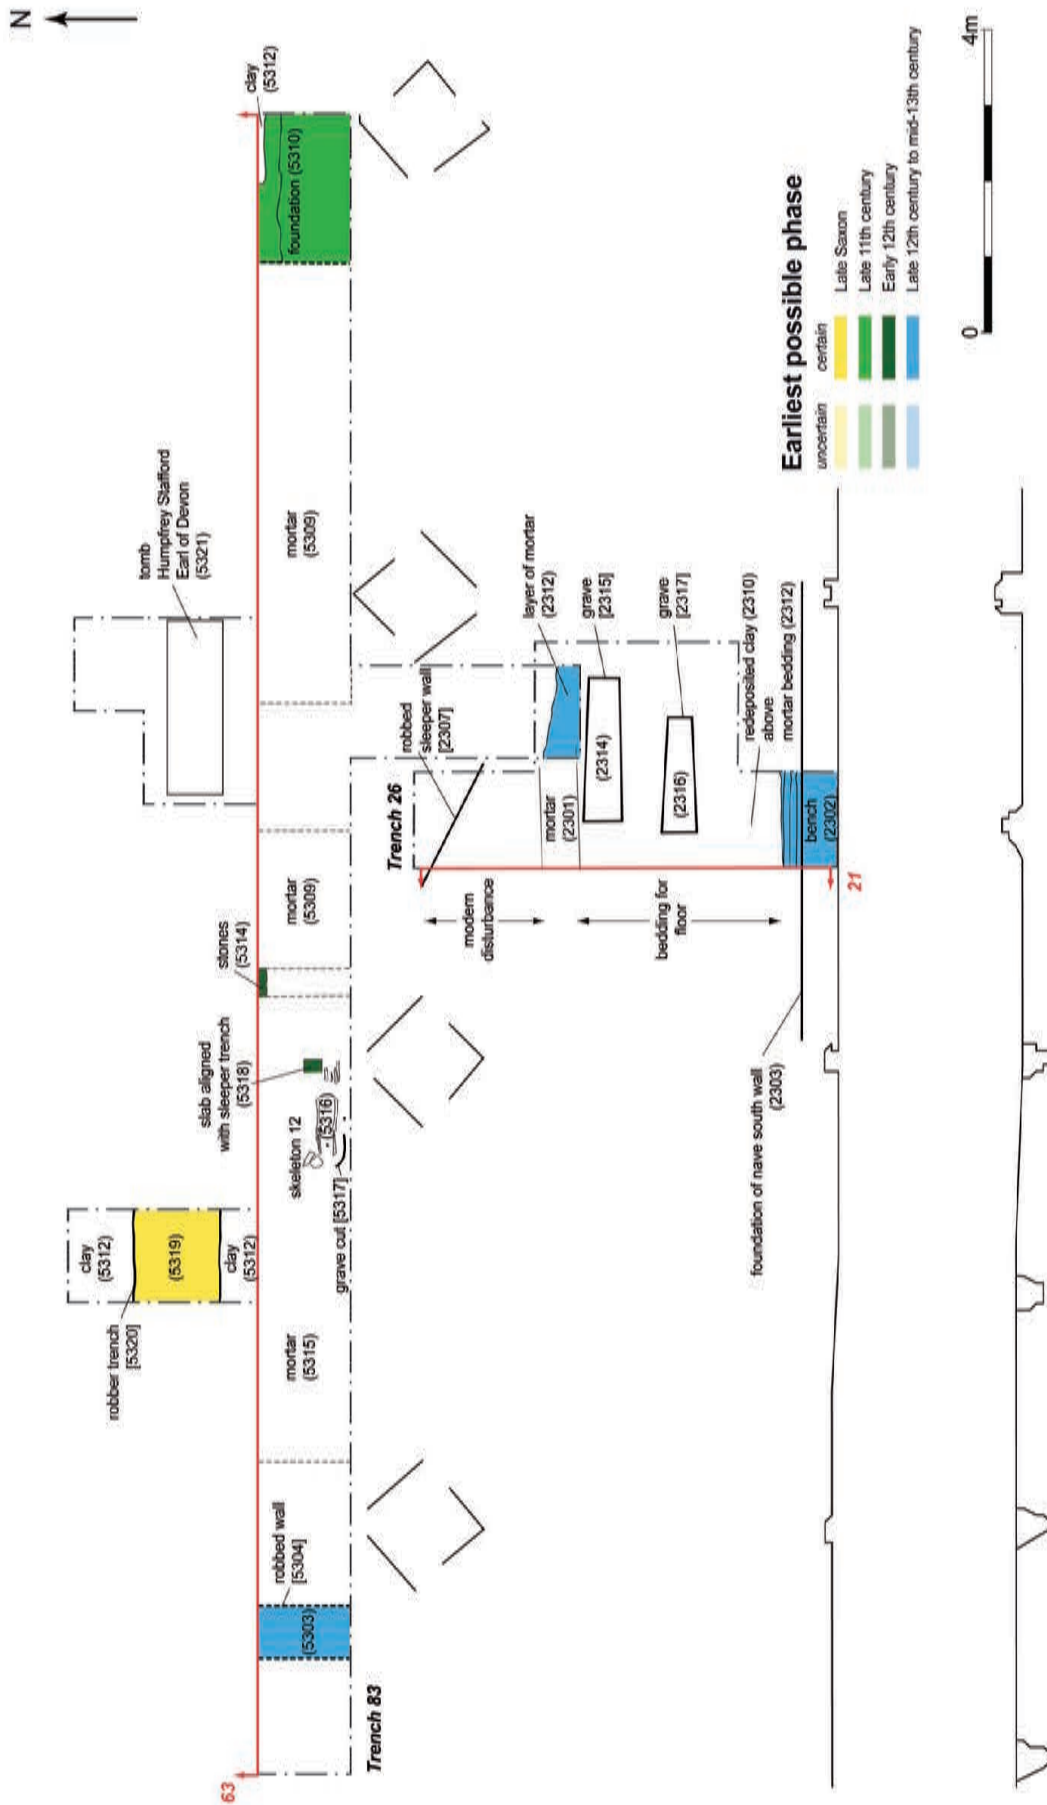 N
63
Trench 83
(5303)
robbed wall
[5304]
mortar
(5315)
robber trench
[5320]
clay
(5312)
(5319)
clay
(5312)
grave cut [5317]
skeleton 12
(5316)
slab aligned
with sleeper trench
(5318)
stones
(5314)
mortar
(5309)
tomb
Humpfrey Stafford
Earl of Devon
(5321)
mortar
(5309)
foundation (5310)
clay
(5312)
Trench 26
robbed
sleeper wall
[2307]
modern
disturbance
mortar
(2301)
layer of mortar
(2312)
grave
[2315]
(2314)
grave
[2317]
(2316)
bedding for
floor
redeposited clay (2310)
above
mortar bedding (2312)
bench
(2302)
21
foundation of nave south wall
(2303)
Earliest possible phase
uncertain
certain
Late Saxon
Late 11th century
Early 12th century
Late 12th century to mid-13th century
0
4m